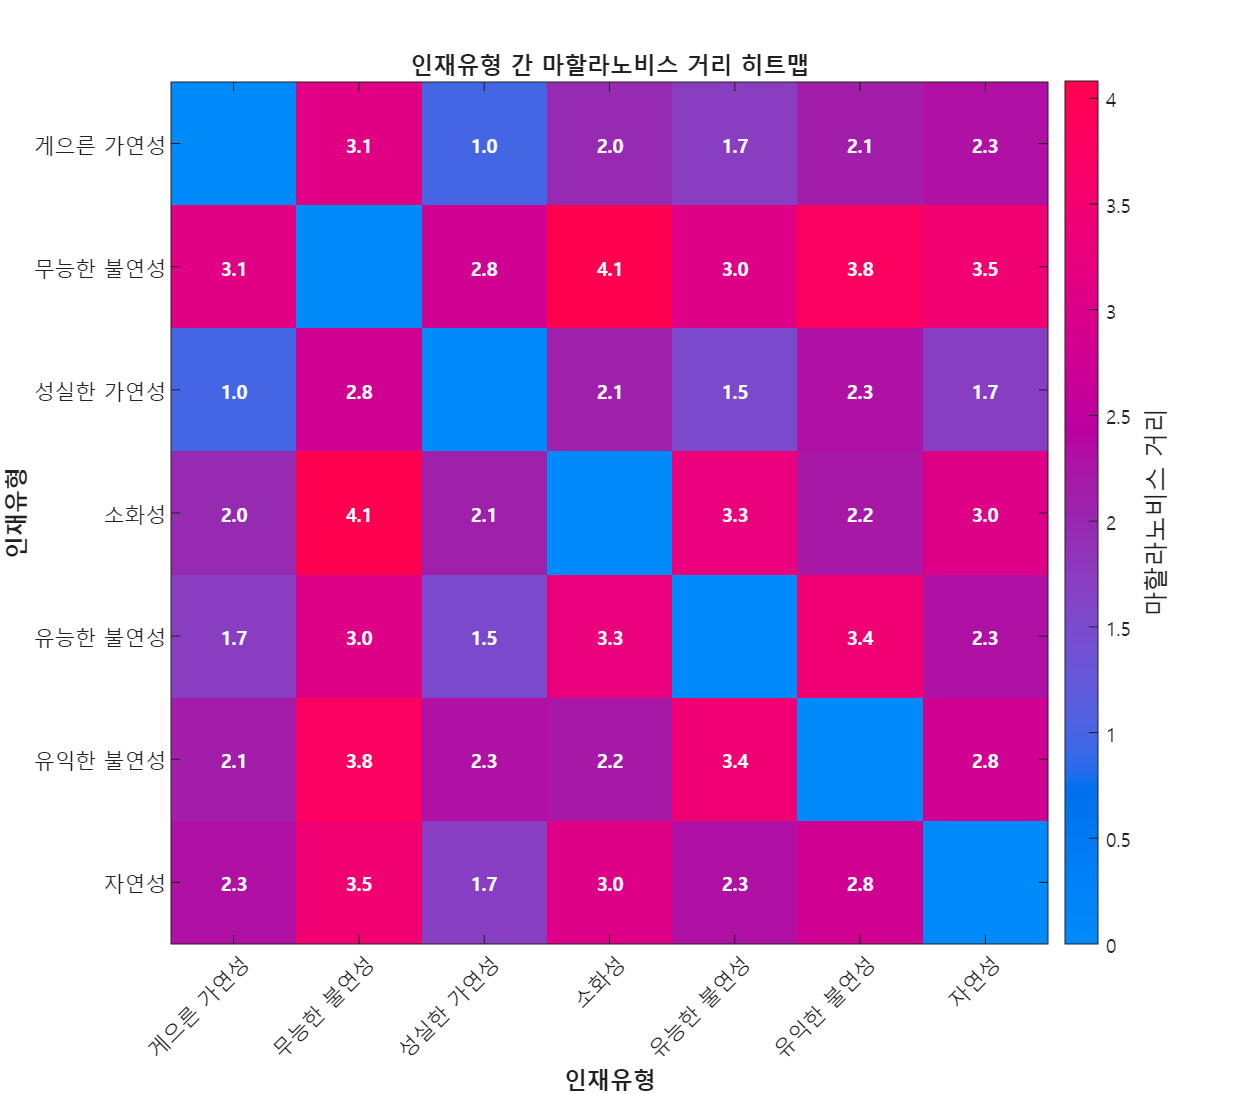 인재유형 간 마할라노비스 거리 히트맵
게으른 가연성 3.1 1.0 2.0 1.7 2.1 2.3
무능한 불연성 3.1 2.8 4.1 3.0 3.8 3.5
성실한 가연성 1.0 2.8 2.1 1.5 2.3 1.7
소화성 2.0 4.1 2.1 3.3 2.2 3.0
유능한 불연성 1.7 3.0 1.5 3.3 3.4 2.3
유익한 불연성 2.1 3.8 2.3 2.2 3.4 2.8
자연성 2.3 3.5 1.7 3.0 2.3 2.8
게으른 가연성 무능한 불연성 성실한 가연성 소화성 유능한 불연성 유익한 불연성 자연성
인재유형
인재유형
4
3.5
3
2.5
2
1.5
1
0.5
0
마할라노비스 거리